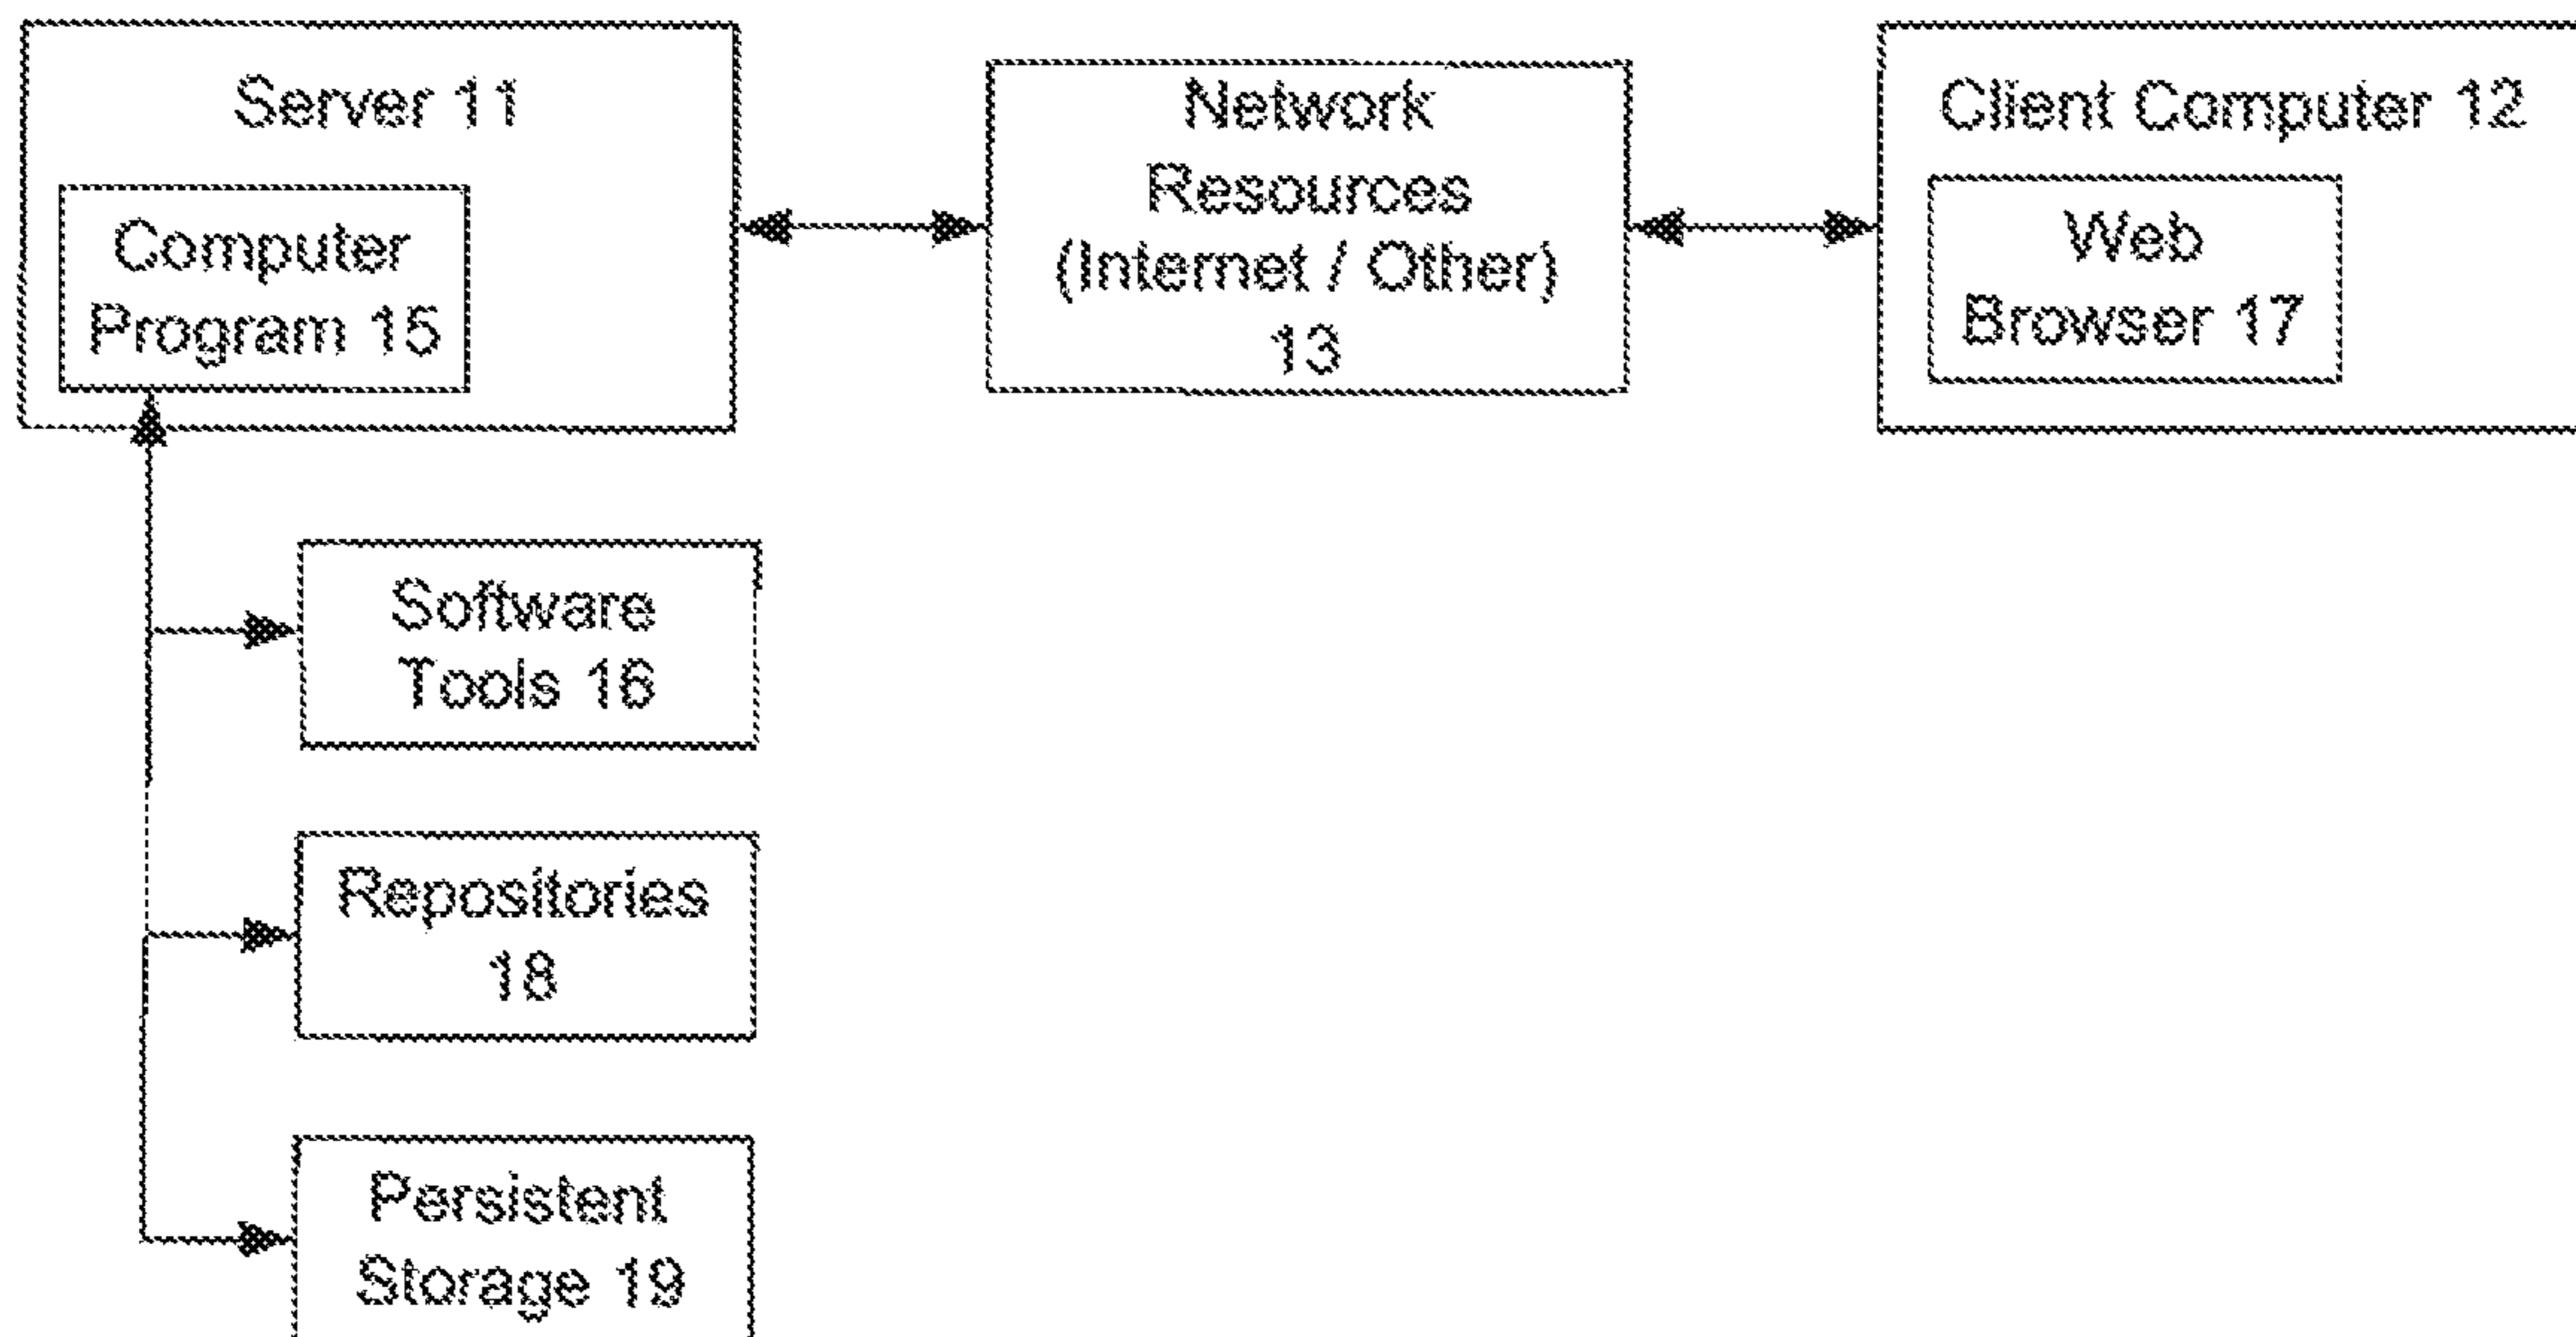 Server 11
Computer
Program 15
Network
Resources
(Internet / Other)
13
Client Computer 12
Web
Browser 17
Software
Tools 16
Repositories
18
Persistent
Storage 19